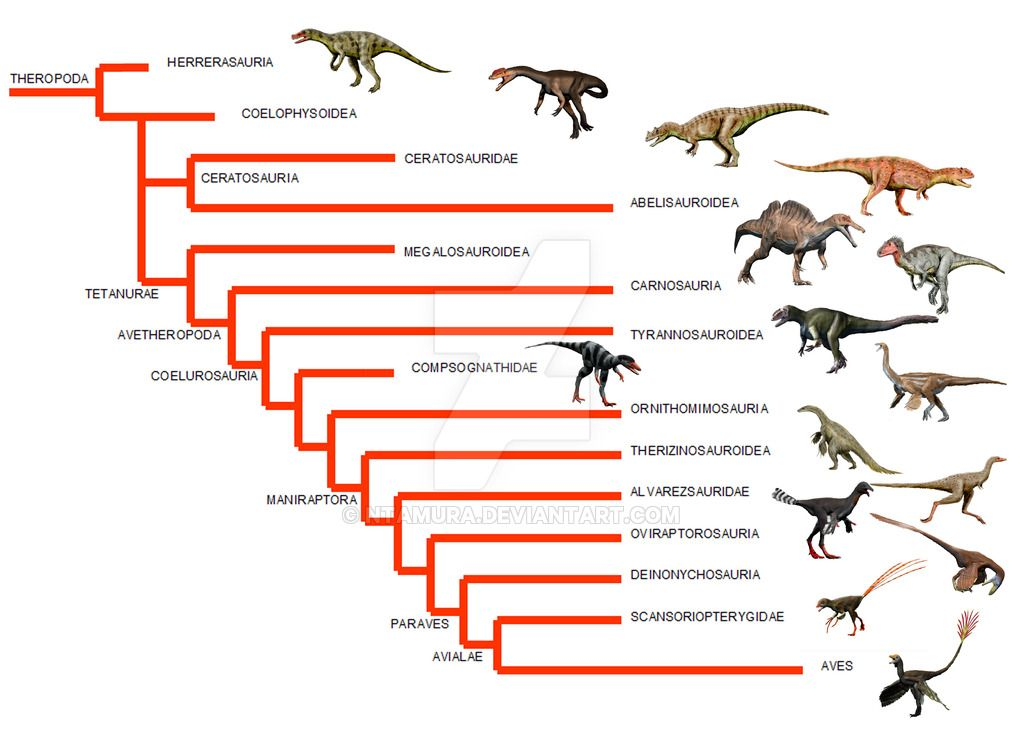 HERRERASAURIA
THEROPODA
COELOPHYSOIDEA
CERATOSAURIDAE
CERATOSAURIA
ABELISAUROIDEA
MEGALOSAUROIDEA
TETANURAE
CARNOSAURIA
AVETHEROPODA
TYRANNOSAUROIDEA
COELUROSAURIA
COMPSOGNATHIDAE
ORNITHOMIMOSAURIA
THERIZINOSAUROIDEA
MANIRAPTORA
ALVAREZSAURIDAE
© NTAMURA.DEVIANTART.COM
OVIRAPTOROSAURIA
DEINONYCHOSAURIA
PARAVES
SCANSORIOPTERYGIDAE
AVIALAE
AVES